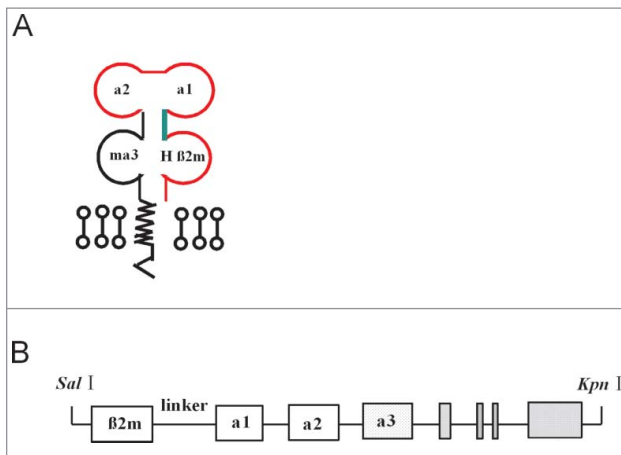 A
a2 a1
ma3 H ß2m
B
Sal I Kpn I
linker
ß2m a1 a2 a3